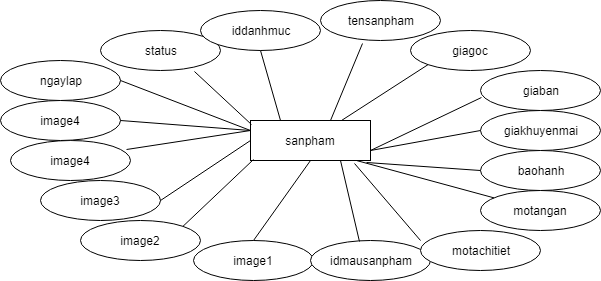 tensanpham
iddanhmuc
status
giagoc
ngaylap
giaban
image4
sanpham
giakhuyenmai
image4
baohanh
image3
motangan
image2
motachitiet
image1
idmausanpham